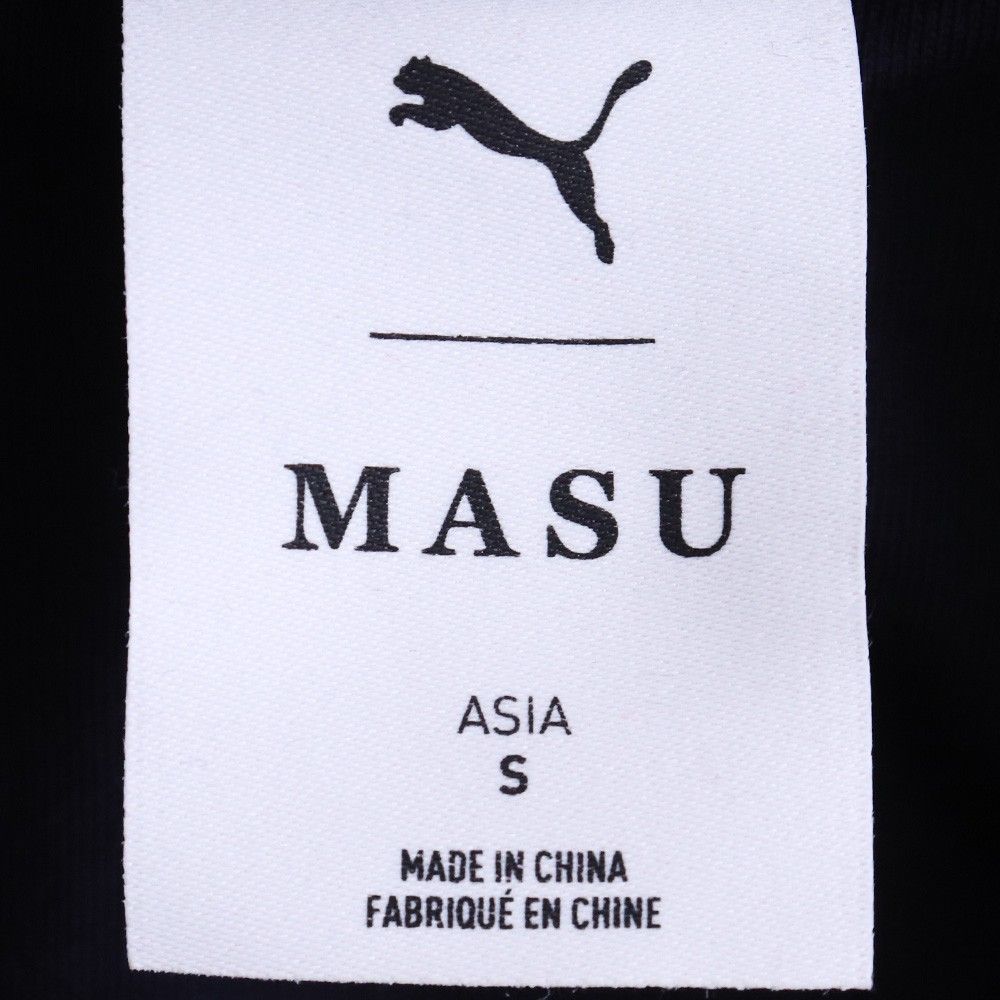 MASU
ASIA
S
MADE IN CHINA
FABRIQUÉ EN CHINE